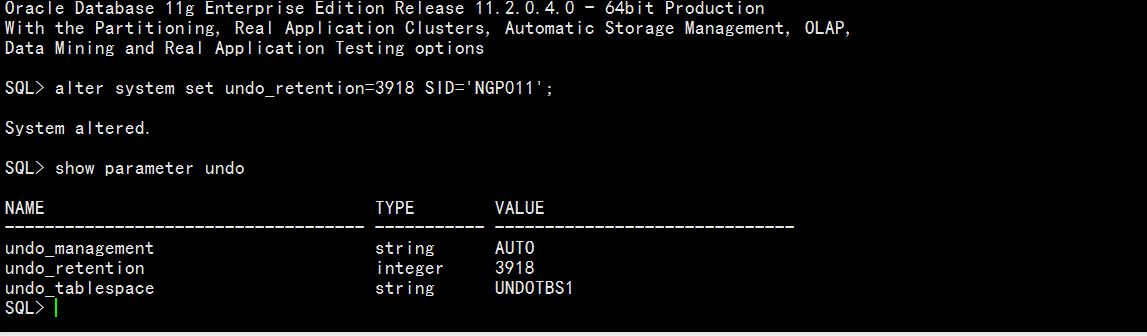 Oracle Database 11g Enterprise Edition Release 11.2.0.4.0 - 64bit Production
With the Partitioning, Real Application Clusters, Automatic Storage Management, OLAP,
Data Mining and Real Application Testing options
SQL> alter system set undo_retention=3918 SID='NGP011';
System altered.
SQL> show parameter undo
NAME                                 TYPE        VALUE
------------------------------------ ----------- ------------------------------
undo_management                      string      AUTO
undo_retention                       integer     3918
undo_tablespace                      string      UNDOTBS1
SQL>